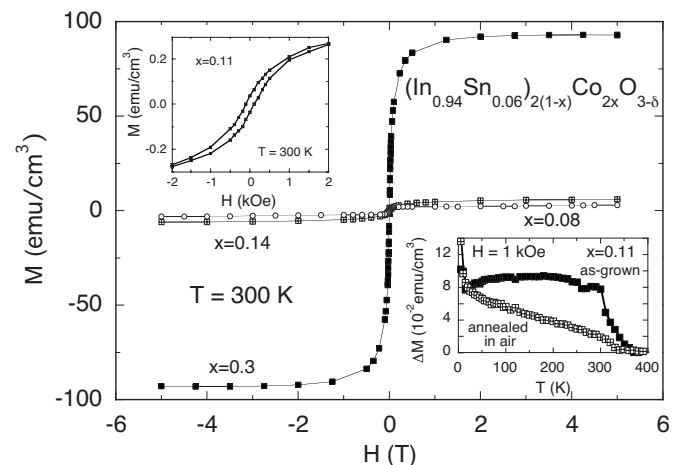 100
50
0
-50
-100
M (emu/cm³)
-6 -4 -2 0 2 4 6
H (T)
(In₀.₉₄Sn₀.₀₆)₂₍₁₋ₓ₎Co₂ₓO₃₋δ
x=0.14
x=0.08
T = 300 K
x=0.3
0.2
0.0
-0.2
M (emu/cm³)
x=0.11
T = 300 K
-2 -1 0 1 2
H (kOe)
12
8
4
0
ΔM (10⁻² emu/cm³)
H = 1 kOe x=0.11
as-grown
annealed
in air
0 100 200 300 400
T (K)